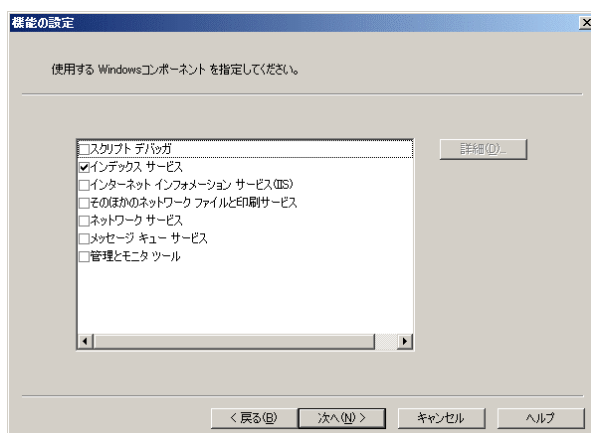 機能の設定
使用する Windowsコンポーネント を指定してください。
スクリプト デバッガ
詳細(D)...
インデックス サービス
インターネット インフォメーション サービス(IIS)
そのほかのネットワーク ファイルと印刷サービス
ネットワーク サービス
メッセージ キュー サービス
管理とモニタ ツール
< 戻る(B) 次へ(N) > キャンセル ヘルプ